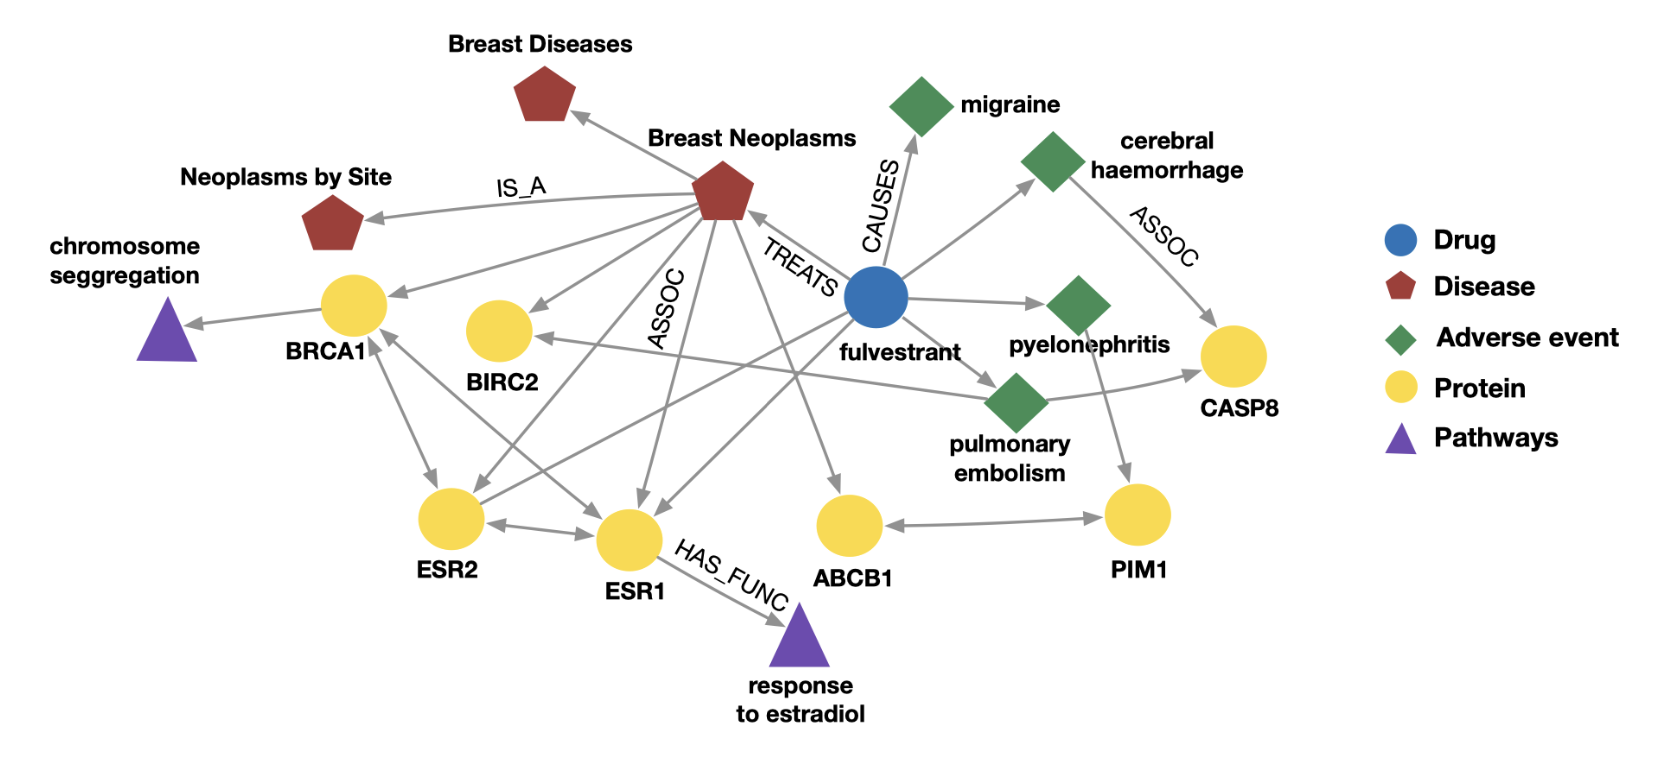 Breast Diseases
migraine
Breast Neoplasms
cerebral
haemorrhage
Neoplasms by Site
IS_A
CAUSES
ASSOC
chromosome
seggregation
TREATS
Drug
Disease
ASSOC
BRCA1
fulvestrant
pyelonephritis
Adverse event
BIRC2
CASP8
Protein
pulmonary
embolism
Pathways
ESR2
ESR1
HAS_FUNC
ABCB1
PIM1
response
to estradiol